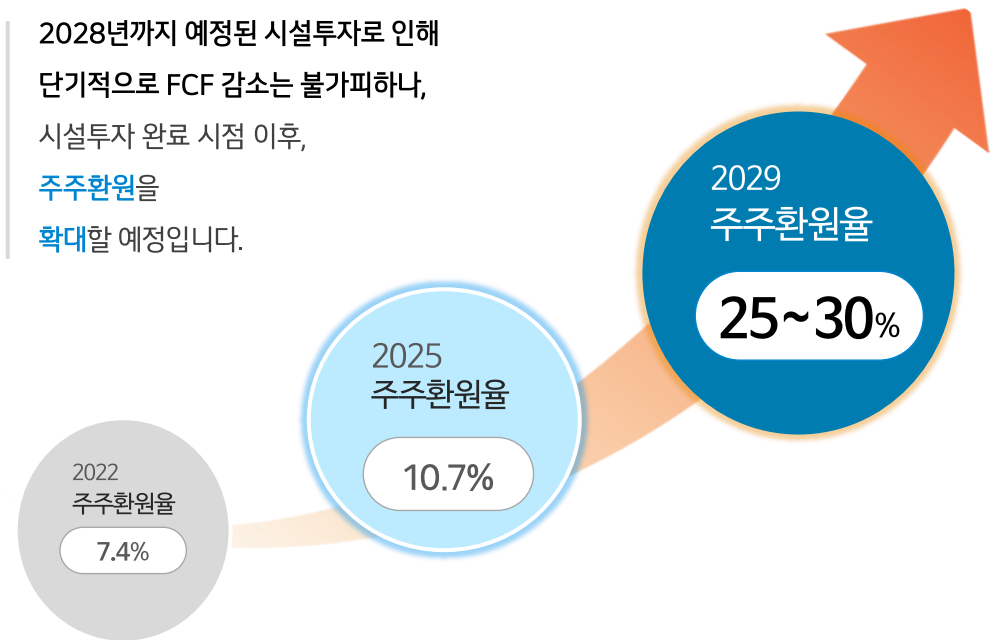 2028년까지 예정된 시설투자로 인해
단기적으로 FCF 감소는 불가피하나,
시설투자 완료 시점 이후,
주주환원을
확대할 예정입니다.
2022
주주환원율
7.4%
2025
주주환원율
10.7%
2029
주주환원율
25~30%